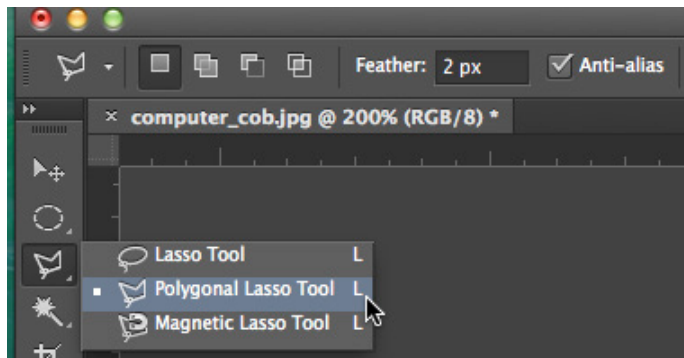 Feather: 2 px Anti-alias
× computer_cob.jpg @ 200% (RGB/8) *
Lasso Tool L
Polygonal Lasso Tool L
Magnetic Lasso Tool L